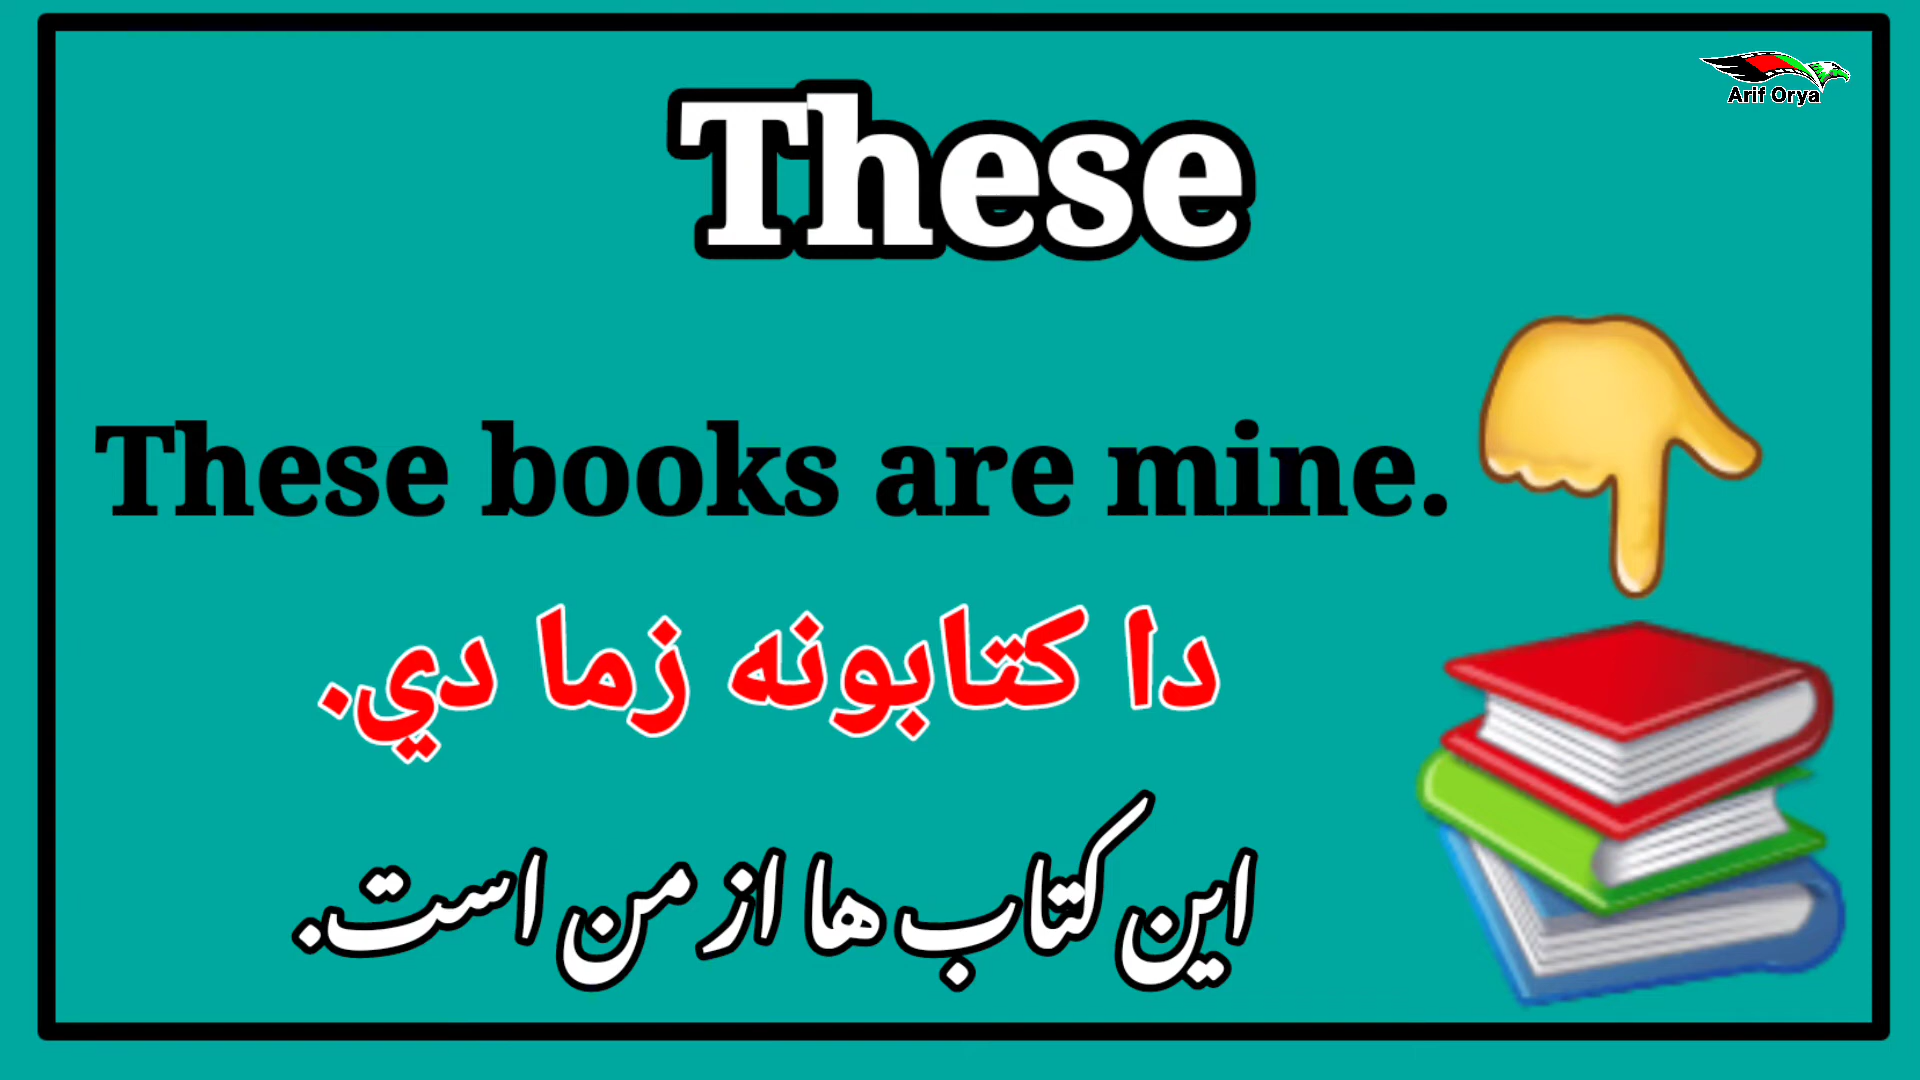 Arif Orya
These
These books are mine.
دا کتابونه زما دي.
این کتاب ها از من است.